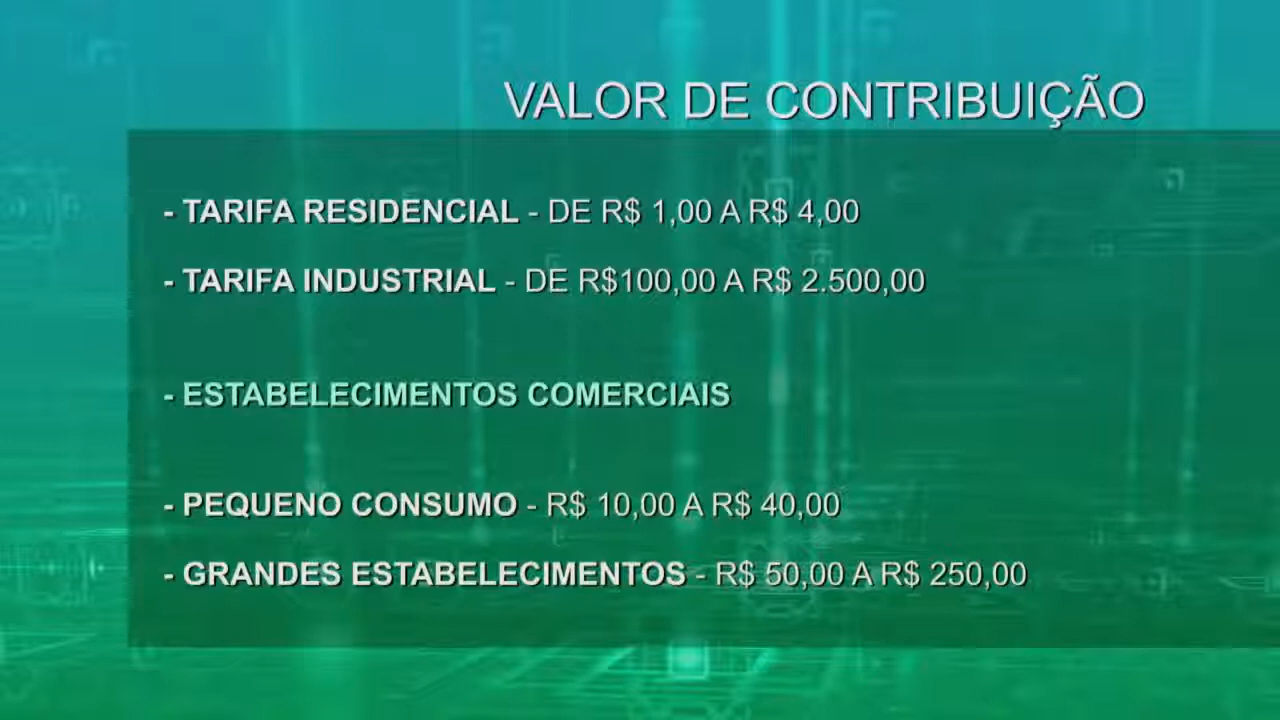 VALOR DE CONTRIBUIÇÃO
- TARIFA RESIDENCIAL - DE R$ 1,00 A R$ 4,00
- TARIFA INDUSTRIAL - DE R$100,00 A R$ 2.500,00
- ESTABELECIMENTOS COMERCIAIS
- PEQUENO CONSUMO - R$ 10,00 A R$ 40,00
- GRANDES ESTABELECIMENTOS - R$ 50,00 A R$ 250,00